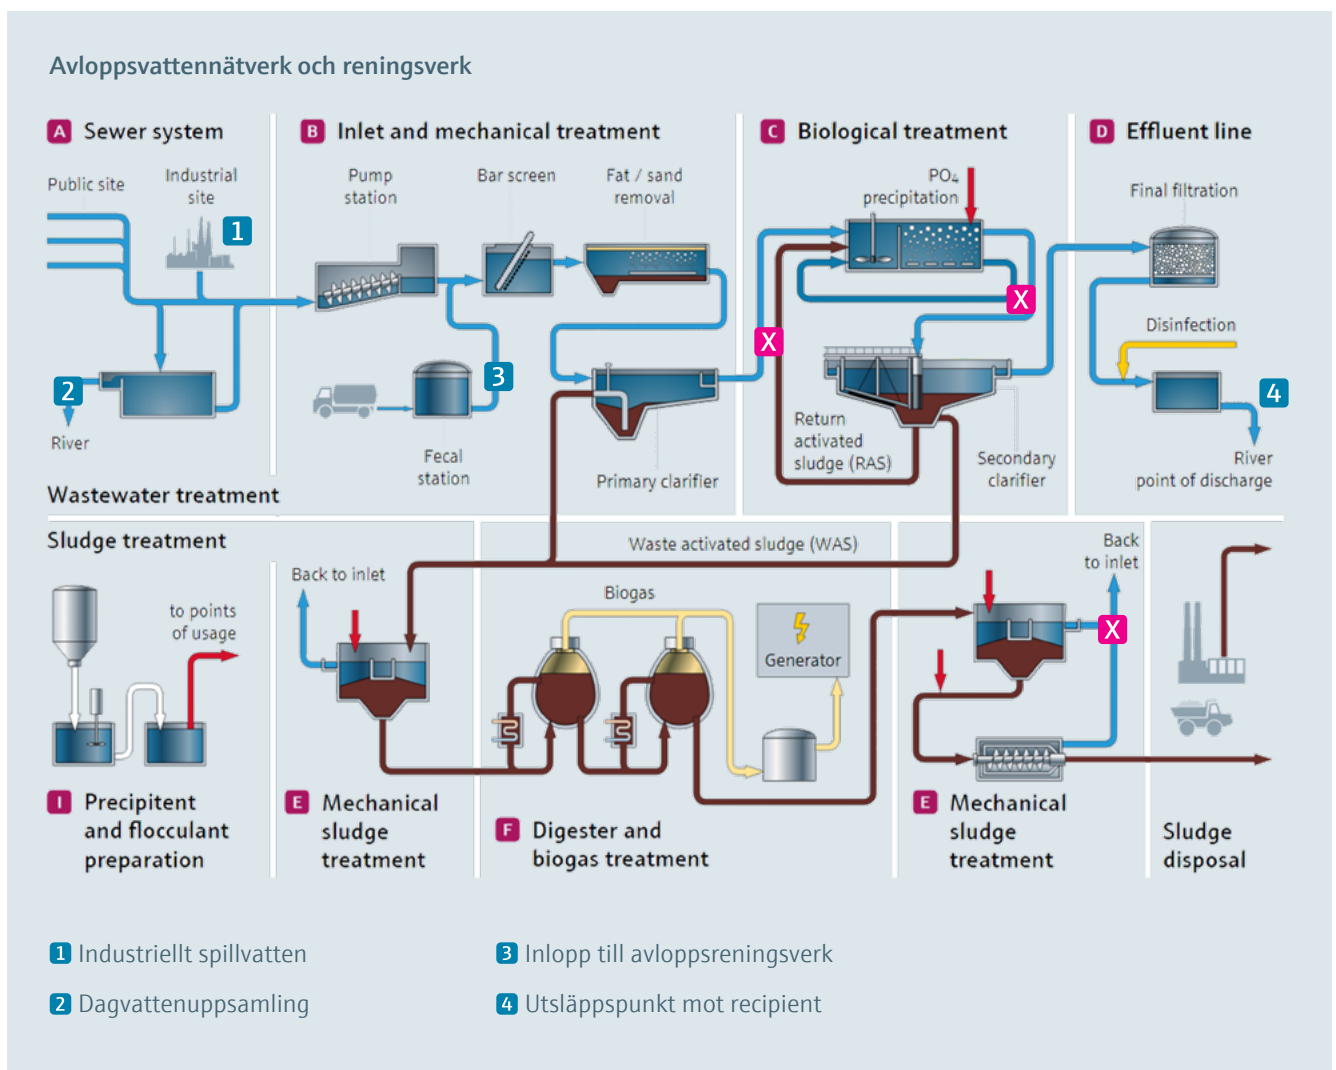 Avloppsvattennätverk och reningsverk
A Sewer system
B Inlet and mechanical treatment
C Biological treatment
D Effluent line
Public site
Industrial
site
1
Pump
station
Bar screen
Fat / sand
removal
PO₄
precipitation
Final filtration
X
X
Disinfection
2
3
4
River
Fecal
station
Primary clarifier
Return
activated
sludge (RAS)
Secondary
clarifier
River
point of discharge
Wastewater treatment
Sludge treatment
Waste activated sludge (WAS)
Back to inlet
Biogas
Back
to inlet
to points
of usage
Generator
X
I Precipitent
and flocculant
preparation
E Mechanical
sludge
treatment
F Digester and
biogas treatment
E Mechanical
sludge
treatment
Sludge
disposal
1 Industriellt spillvatten
2 Dagvattenuppsamling
3 Inlopp till avloppsreningsverk
4 Utsläppspunkt mot recipient